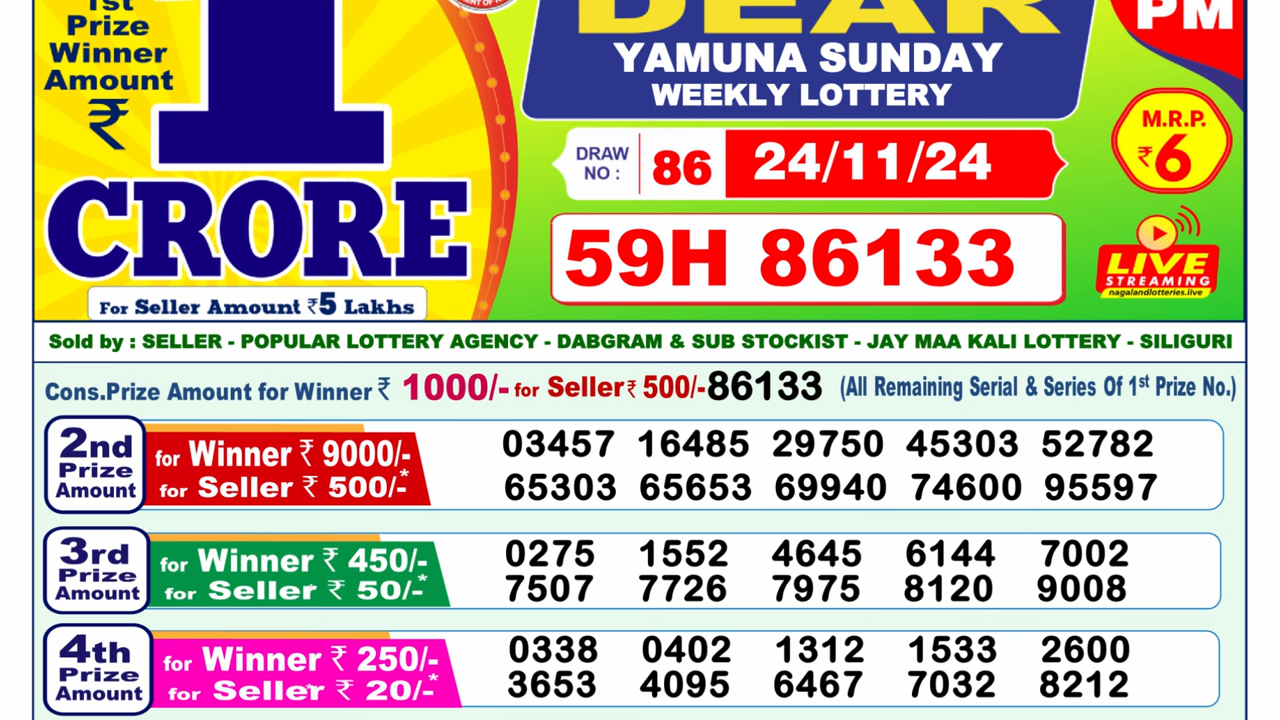 1st
Prize
Winner
Amount
₹
1
CRORE
For Seller Amount ₹5 Lakhs
DEAR
YAMUNA SUNDAY
WEEKLY LOTTERY
PM
DRAW NO : 86 24/11/24
M.R.P.
₹6
59H 86133
LIVE
STREAMING
nagalandlotteries.live
Sold by : SELLER - POPULAR LOTTERY AGENCY - DABGRAM & SUB STOCKIST - JAY MAA KALI LOTTERY - SILIGURI
Cons.Prize Amount for Winner ₹ 1000/- for Seller ₹ 500/- 86133 (All Remaining Serial & Series Of 1st Prize No.)
2nd
Prize
Amount
for Winner ₹ 9000/-
for Seller ₹ 500/-*
03457 16485 29750 45303 52782
65303 65653 69940 74600 95597
3rd
Prize
Amount
for Winner ₹ 450/-
for Seller ₹ 50/-*
0275 1552 4645 6144 7002
7507 7726 7975 8120 9008
4th
Prize
Amount
for Winner ₹ 250/-
for Seller ₹ 20/-*
0338 0402 1312 1533 2600
3653 4095 6467 7032 8212